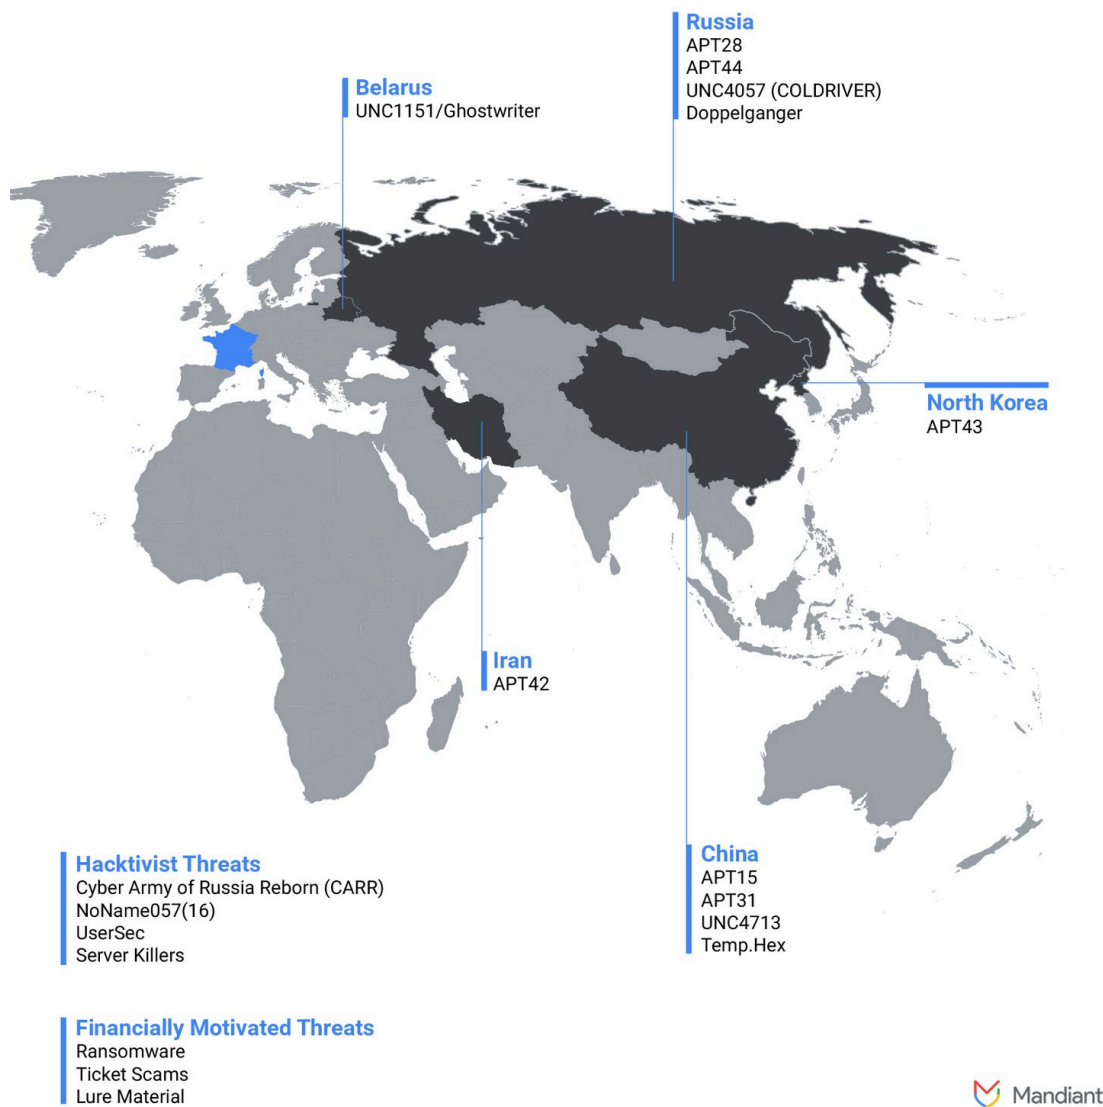 Russia
APT28
APT44
UNC4057 (COLDRIVER)
Doppelganger
Belarus
UNC1151/Ghostwriter
North Korea
APT43
Iran
APT42
China
APT15
APT31
UNC4713
Temp.Hex
Hacktivist Threats
Cyber Army of Russia Reborn (CARR)
NoName057(16)
UserSec
Server Killers
Financially Motivated Threats
Ransomware
Ticket Scams
Lure Material
Mandiant